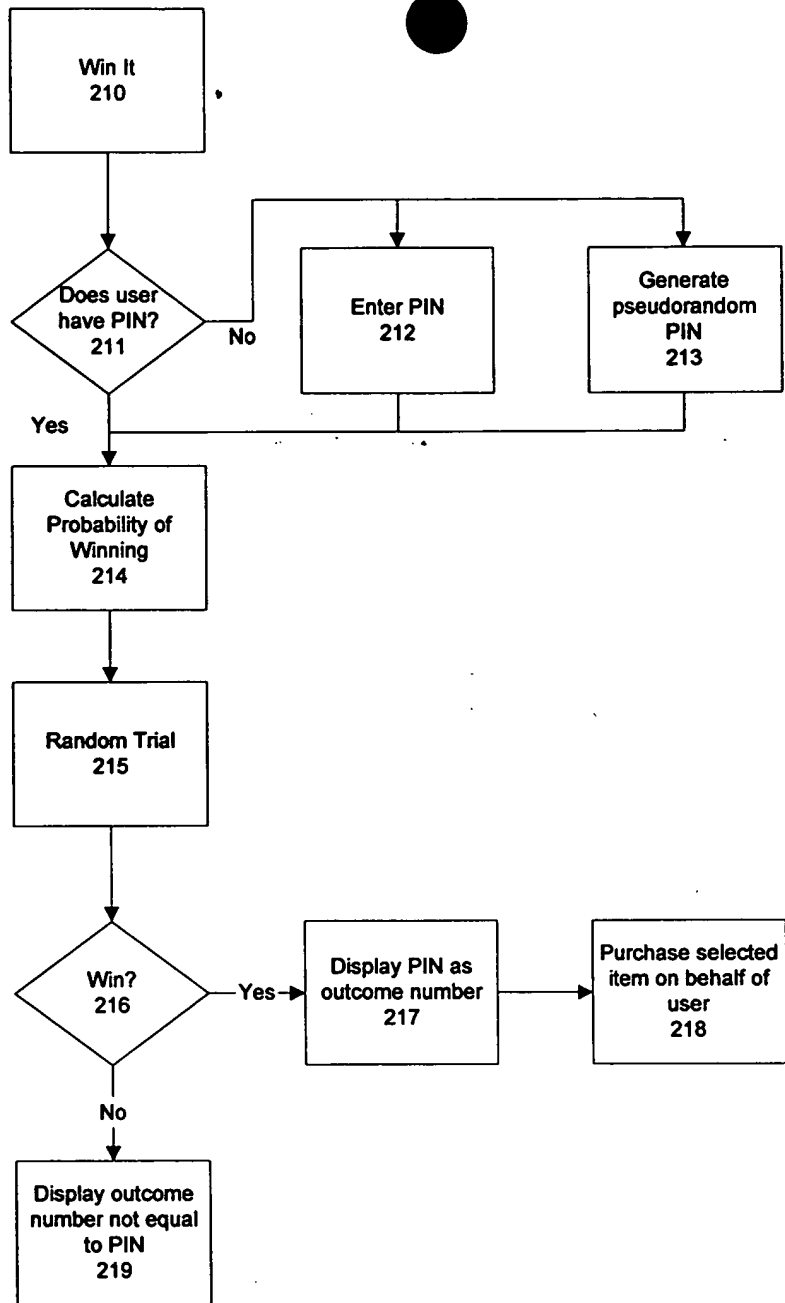 Win It
210
Does user
have PIN?
211
No
Enter PIN
212
Generate
pseudorandom
PIN
213
Yes
Calculate
Probability of
Winning
214
Random Trial
215
Win?
216
Yes
Display PIN as
outcome number
217
Purchase selected
item on behalf of
user
218
No
Display outcome
number not equal
to PIN
219